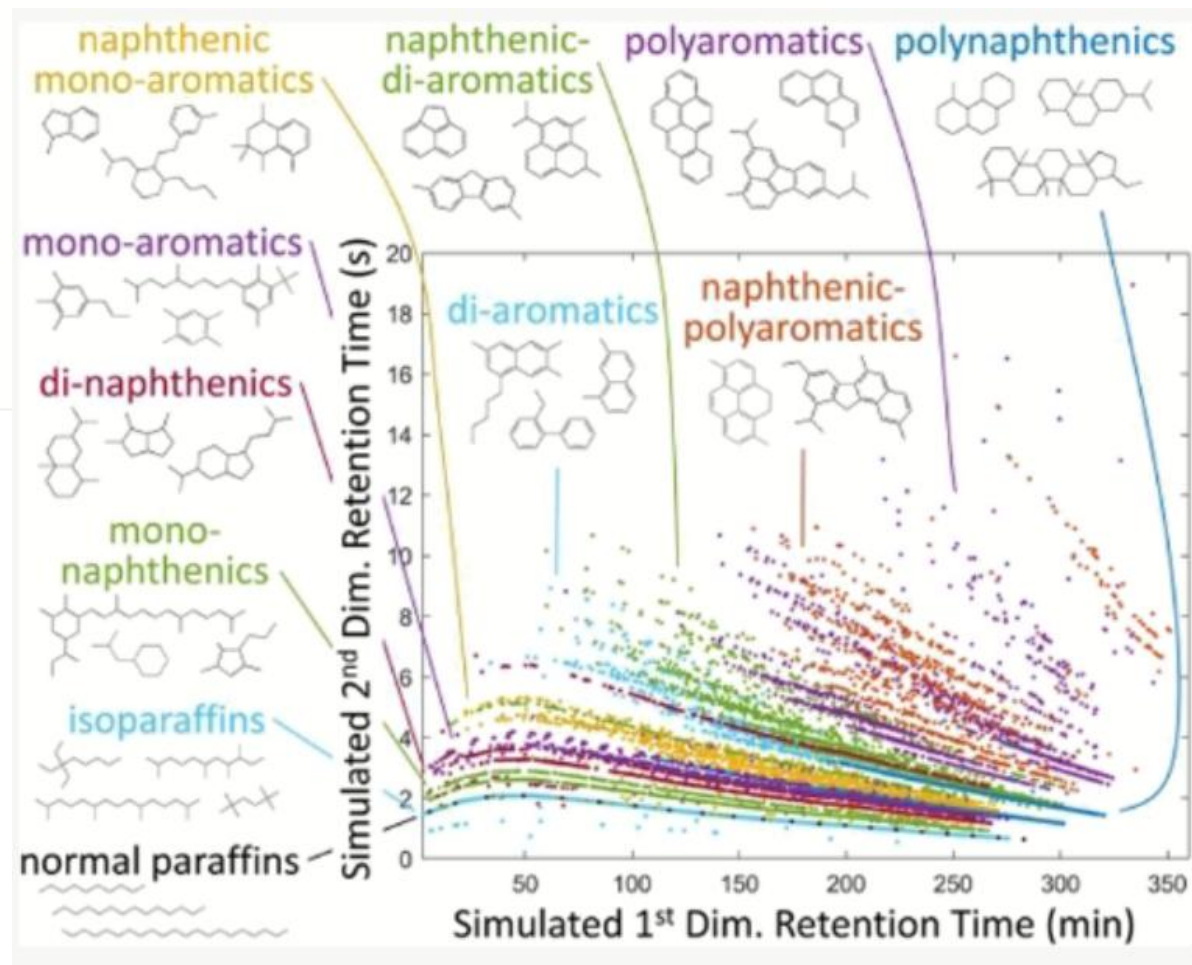 naphthenic
mono-aromatics
naphthenic-
di-aromatics
polyaromatics
polynaphthenics
mono-aromatics
di-aromatics
naphthenic-
polyaromatics
di-naphthenics
mono-
naphthenics
isoparaffins
normal paraffins
Simulated 2nd Dim. Retention Time (s)
20
18
16
14
12
10
8
6
4
2
0
50
100
150
200
250
300
350
Simulated 1st Dim. Retention Time (min)